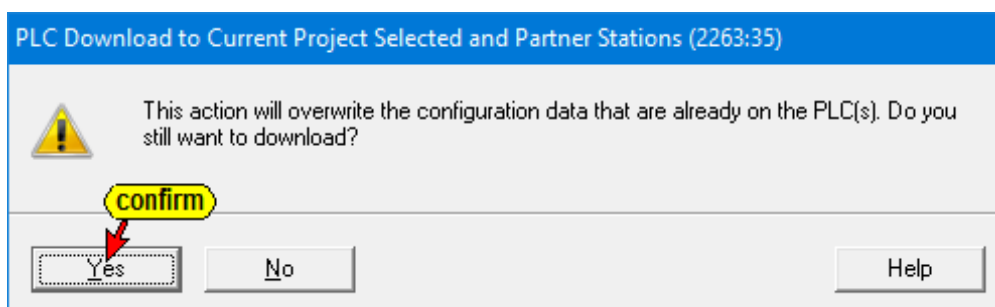 PLC Download to Current Project Selected and Partner Stations (2263:35)
This action will overwrite the configuration data that are already on the PLC(s). Do you
still want to download?
confirm
Yes
No
Help